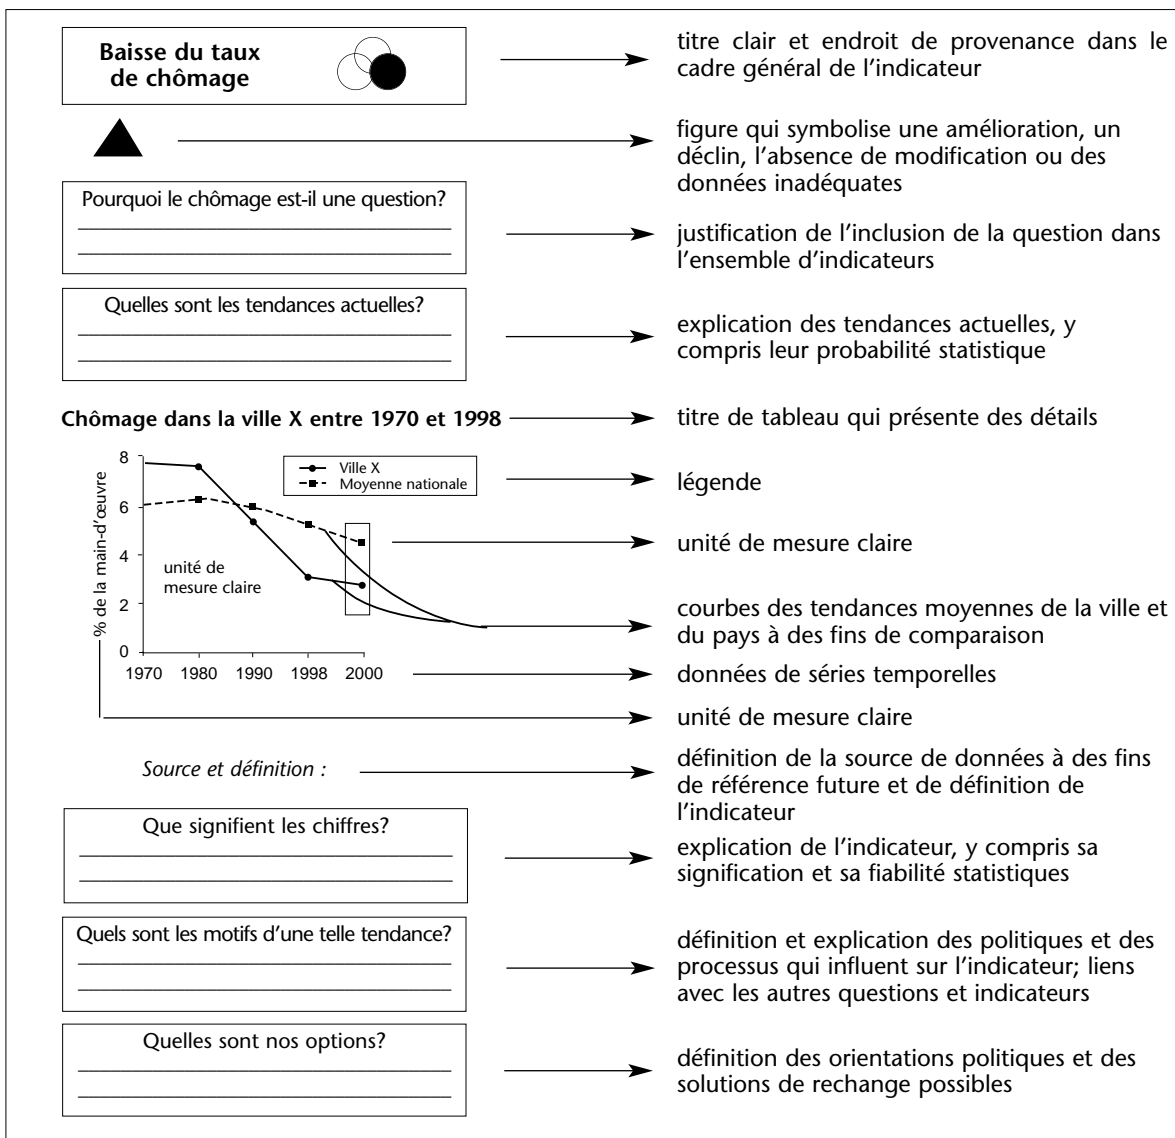 Baisse du taux
de chômage
titre clair et endroit de provenance dans le
cadre général de l'indicateur
figure qui symbolise une amélioration, un
déclin, l'absence de modification ou des
données inadéquates
Pourquoi le chômage est-il une question?
justification de l'inclusion de la question dans
l'ensemble d'indicateurs
Quelles sont les tendances actuelles?
explication des tendances actuelles, y
compris leur probabilité statistique
Chômage dans la ville X entre 1970 et 1998
titre de tableau qui présente des détails
% de la main-d'œuvre
8
6
4
2
0
Ville X
Moyenne nationale
légende
unité de
mesure claire
unité de mesure claire
courbes des tendances moyennes de la ville et
du pays à des fins de comparaison
1970 1980 1990 1998 2000
données de séries temporelles
unité de mesure claire
Source et définition :
définition de la source de données à des fins
de référence future et de définition de
l'indicateur
Que signifient les chiffres?
explication de l'indicateur, y compris sa
signification et sa fiabilité statistiques
Quels sont les motifs d'une telle tendance?
définition et explication des politiques et des
processus qui influent sur l'indicateur; liens
avec les autres questions et indicateurs
Quelles sont nos options?
définition des orientations politiques et des
solutions de rechange possibles